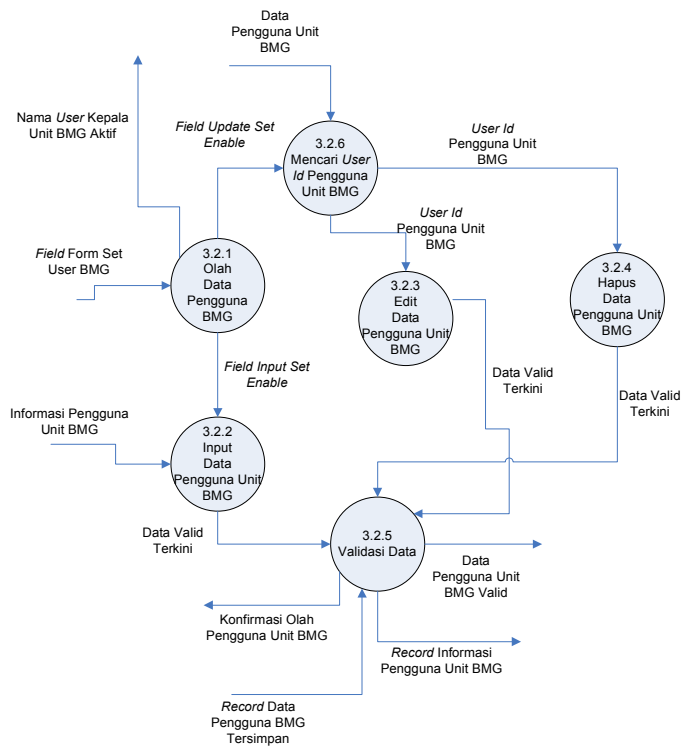 Data
Pengguna Unit
BMG
Nama User Kepala
Unit BMG Aktif
Field Update Set
Enable
3.2.6
Mencari User
Id Pengguna
Unit BMG
User Id
Pengguna Unit
BMG
User Id
Pengguna Unit
BMG
Field Form Set
User BMG
3.2.1
Olah
Data
Pengguna
BMG
3.2.3
Edit
Data
Pengguna Unit
BMG
3.2.4
Hapus
Data
Pengguna Unit
BMG
Field Input Set
Enable
Data Valid
Terkini
Data Valid
Terkini
Informasi Pengguna
Unit BMG
3.2.2
Input
Data
Pengguna Unit
BMG
Data Valid
Terkini
3.2.5
Validasi Data
Data
Pengguna Unit
BMG Valid
Konfirmasi Olah
Pengguna Unit BMG
Record Informasi
Pengguna Unit BMG
Record Data
Pengguna BMG
Tersimpan